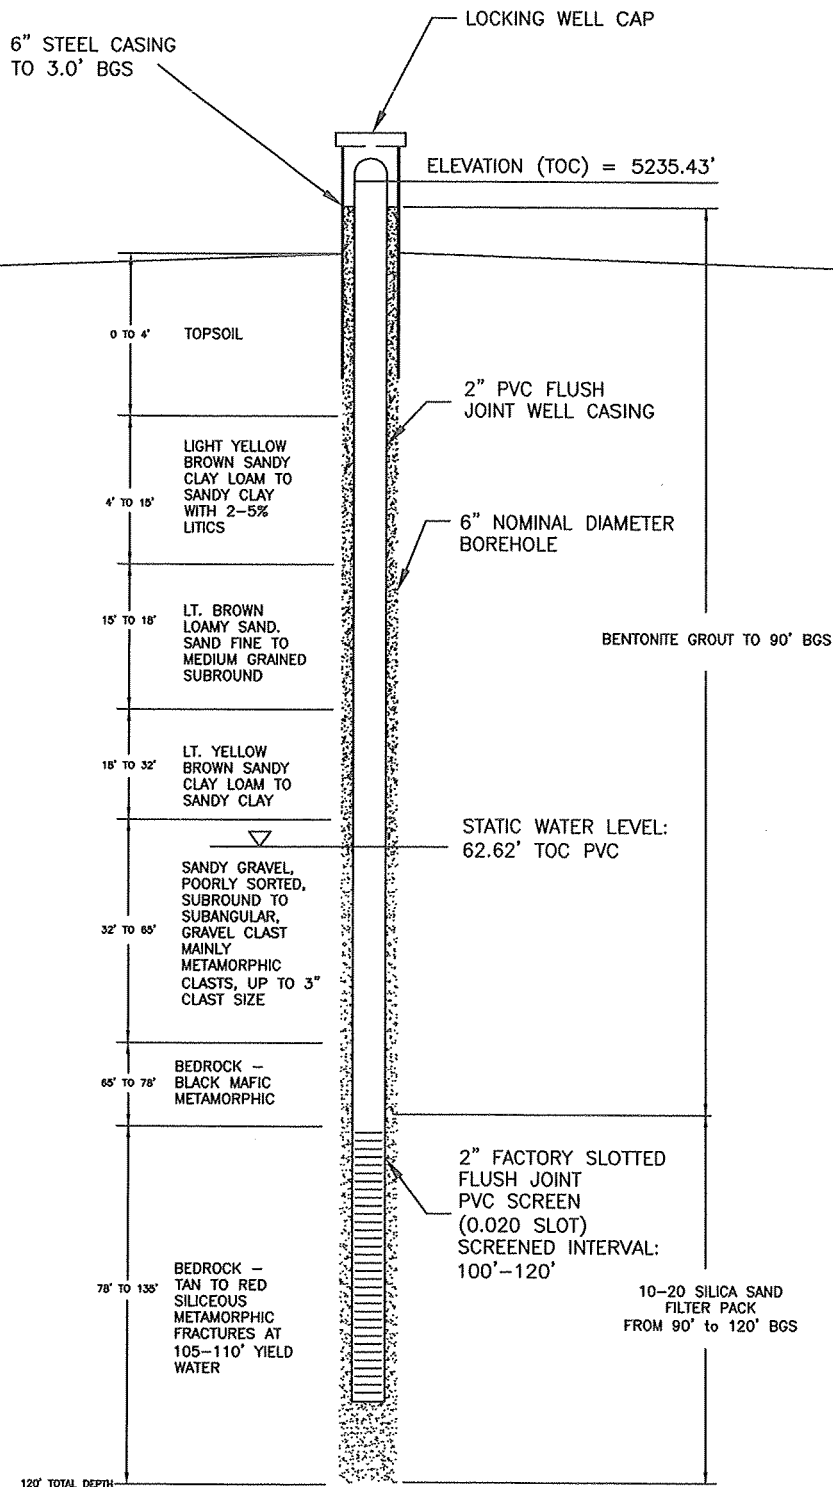 LOCKING WELL CAP
6" STEEL CASING
TO 3.0' BGS
ELEVATION (TOC) = 5235.43'
0 TO 4'
TOPSOIL
2" PVC FLUSH
JOINT WELL CASING
LIGHT YELLOW
BROWN SANDY
CLAY LOAM TO
SANDY CLAY
WITH 2-5%
LITICS
4' TO 15'
6" NOMINAL DIAMETER
BOREHOLE
15' TO 18'
LT. BROWN
LOAMY SAND.
SAND FINE TO
MEDIUM GRAINED
SUBROUND
BENTONITE GROUT TO 90' BGS
18' TO 32'
LT. YELLOW
BROWN SANDY
CLAY LOAM TO
SANDY CLAY
STATIC WATER LEVEL:
62.62' TOC PVC
32' TO 65'
SANDY GRAVEL,
POORLY SORTED,
SUBROUND TO
SUBANGULAR,
GRAVEL CLAST
MAINLY
METAMORPHIC
CLASTS, UP TO 3"
CLAST SIZE
65' TO 78'
BEDROCK -
BLACK MAFIC
METAMORPHIC
2" FACTORY SLOTTED
FLUSH JOINT
PVC SCREEN
(0.020 SLOT)
SCREENED INTERVAL:
100'-120'
78' TO 135'
BEDROCK -
TAN TO RED
SILICEOUS
METAMORPHIC
FRACTURES AT
105-110' YIELD
WATER
10-20 SILICA SAND
FILTER PACK
FROM 90' to 120' BGS
120' TOTAL DEPTH